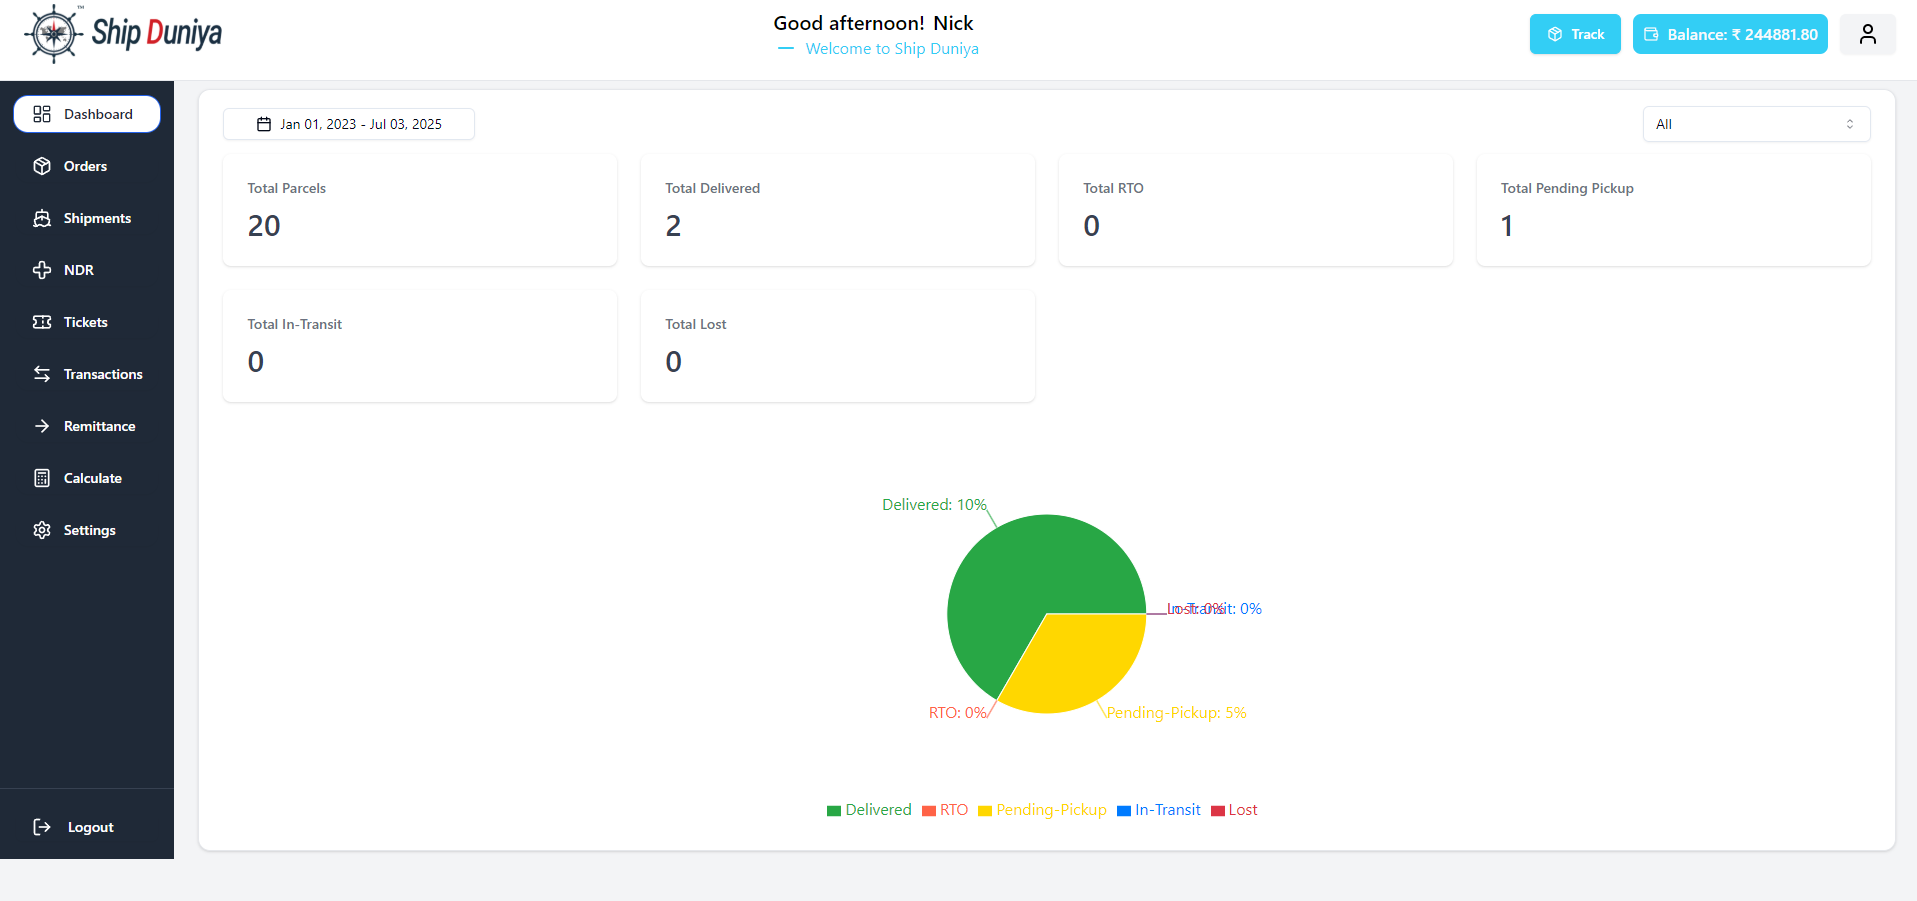 Ship Duniya
™
Good afternoon! Nick
Welcome to Ship Duniya
Track
Balance: ₹ 244881.80
Dashboard
Orders
Shipments
NDR
Tickets
Transactions
Remittance
Calculate
Settings
Logout
Jan 01, 2023 - Jul 03, 2025
All
Total Parcels
20
Total Delivered
2
Total RTO
0
Total Pending Pickup
1
Total In-Transit
0
Total Lost
0
Delivered: 10%
In-Transit: 0%
Lost: 0%
RTO: 0%
Pending-Pickup: 5%
Delivered RTO Pending-Pickup In-Transit Lost